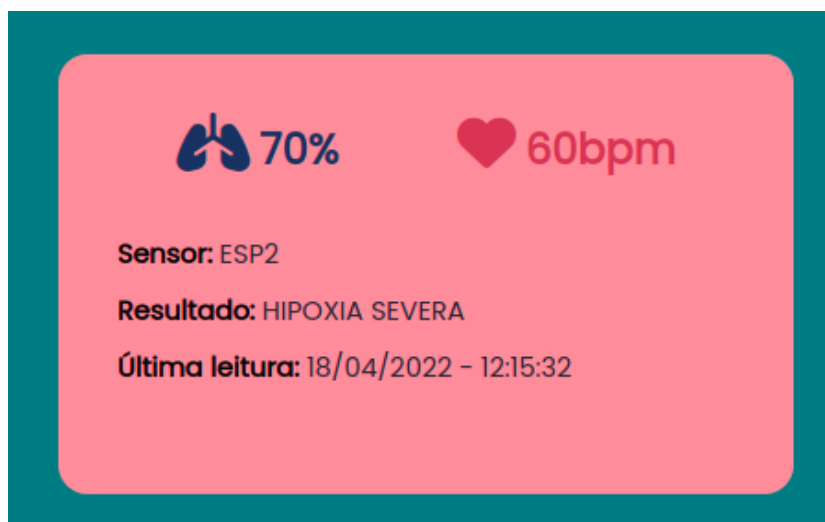 70% 60bpm
Sensor: ESP2
Resultado: HIPOXIA SEVERA
Última leitura: 18/04/2022 - 12:15:32